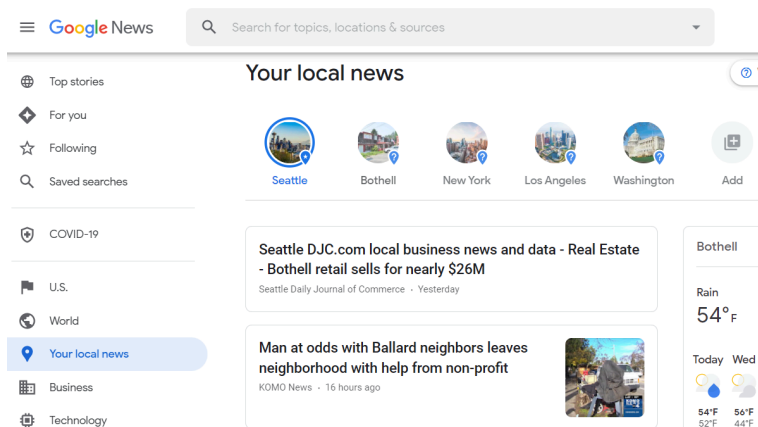 Google News
Search for topics, locations & sources
Top stories
For you
Following
Saved searches
COVID-19
U.S.
World
Your local news
Business
Technology
Your local news
Seattle
Bothell
New York
Los Angeles
Washington
Add
Seattle DJC.com local business news and data - Real Estate
- Bothell retail sells for nearly $26M
Seattle Daily Journal of Commerce • Yesterday
Man at odds with Ballard neighbors leaves
neighborhood with help from non-profit
KOMO News • 16 hours ago
Bothell
Rain
54°F
Today Wed
54°F 56°F
52°F 44°F